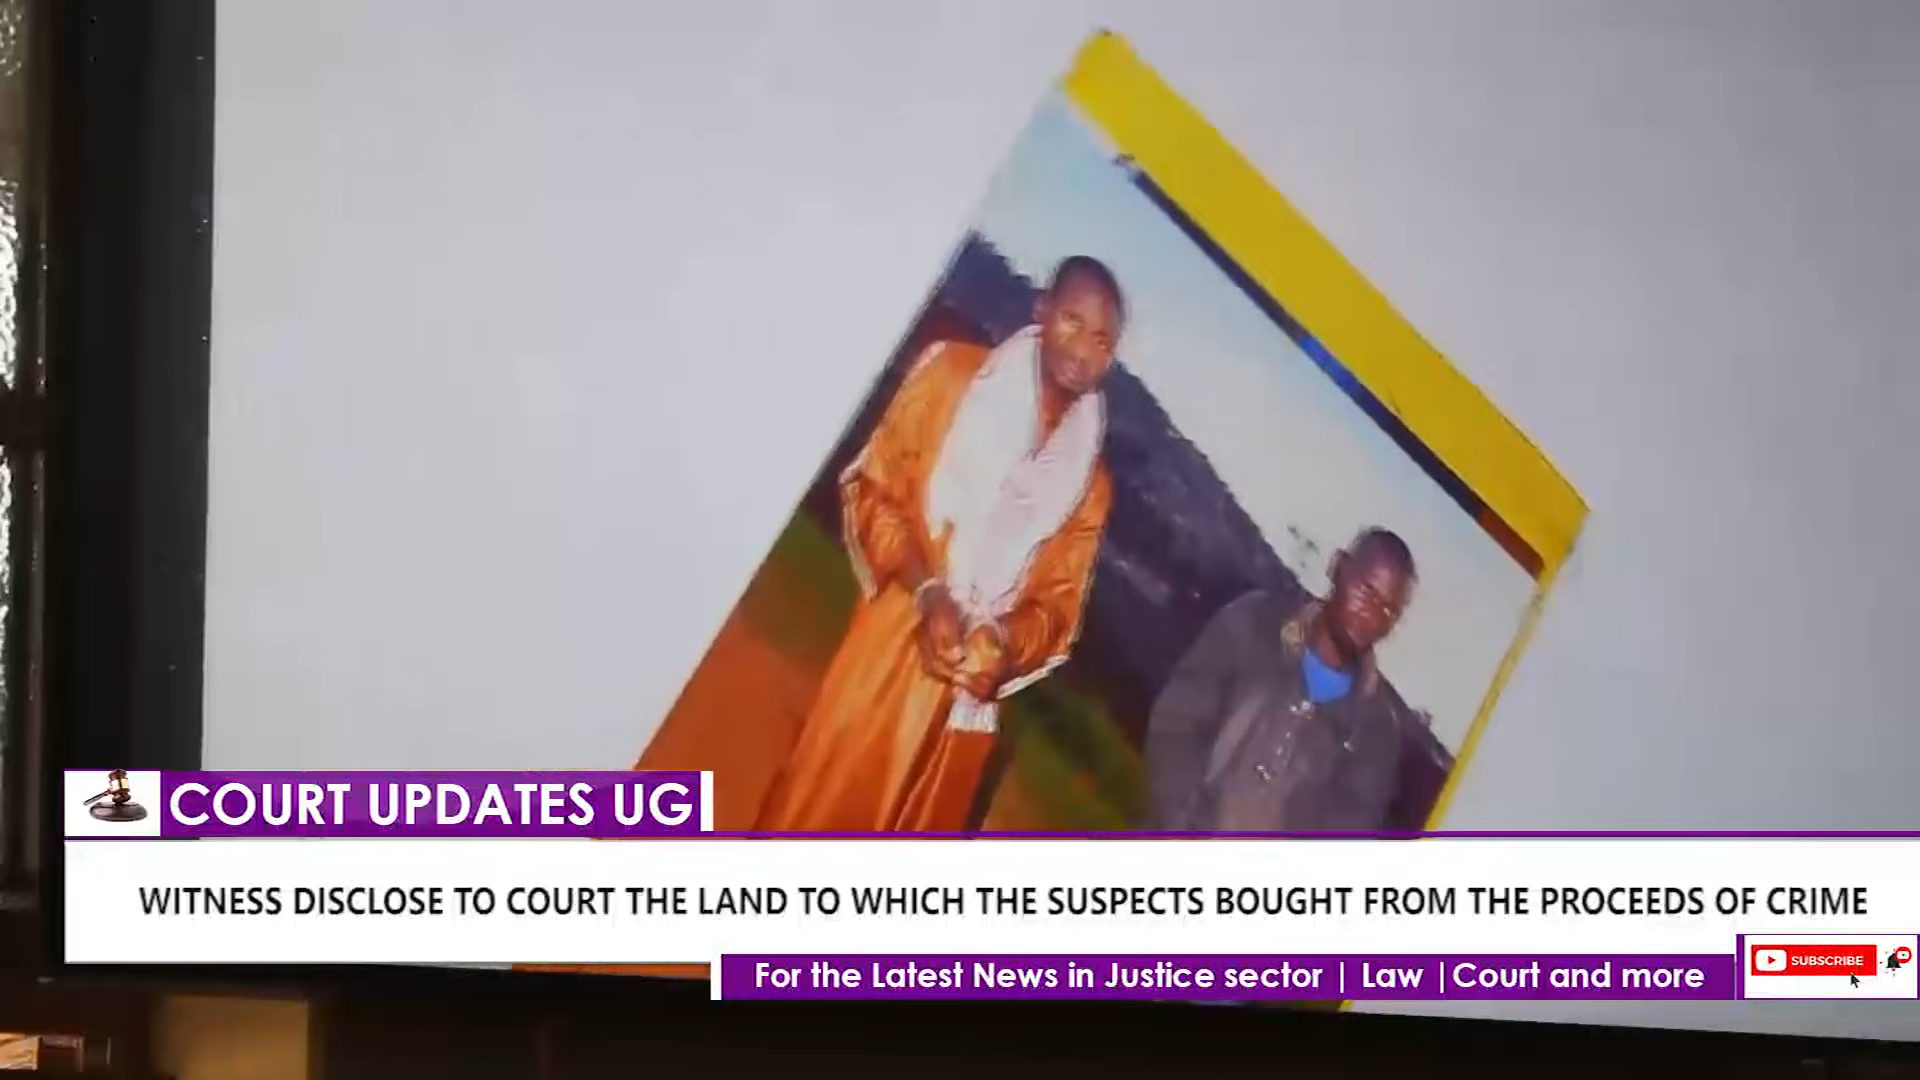 COURT UPDATES UG
WITNESS DISCLOSE TO COURT THE LAND TO WHICH THE SUSPECTS BOUGHT FROM THE PROCEEDS OF CRIME
For the Latest News in Justice sector | Law |Court and more
SUBSCRIBE